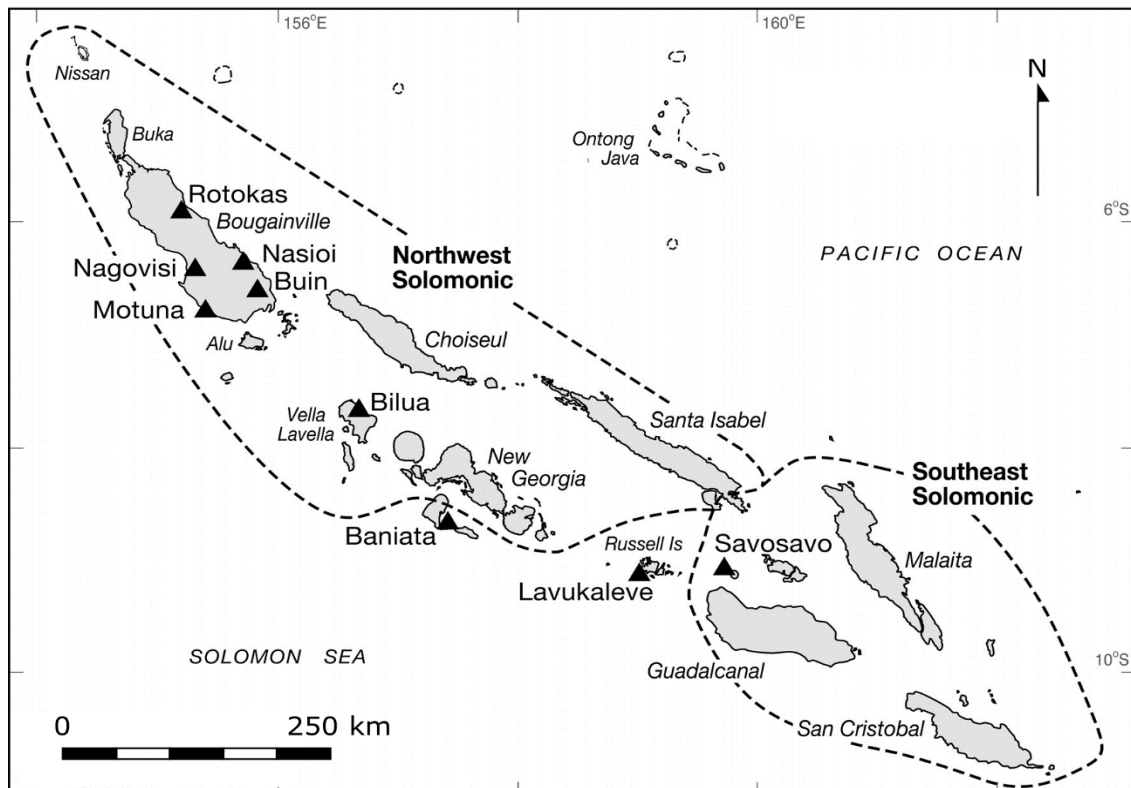 156°E
160°E
Nissan
N
Buka
Ontong
Java
Rotokas
Bougainville
6°S
Nasioi
Nagovisi
Buin
Motuna
Northwest
Solomonic
PACIFIC OCEAN
Alu
Choiseul
Bilua
Vella
Lavella
Santa Isabel
New
Georgia
Southeast
Solomonic
Baniata
Russell Is
Savosavo
Malaita
Lavukaleve
SOLOMON SEA
Guadalcanal
10°S
0 250 km
San Cristobal